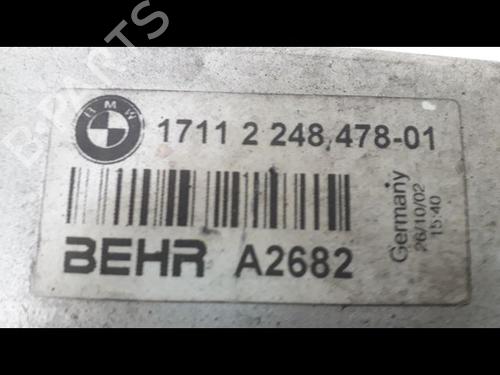 B-PARTS
BMW
1711 2 248,478-01
BEHR A2682
Germany
26/10/02
15:40